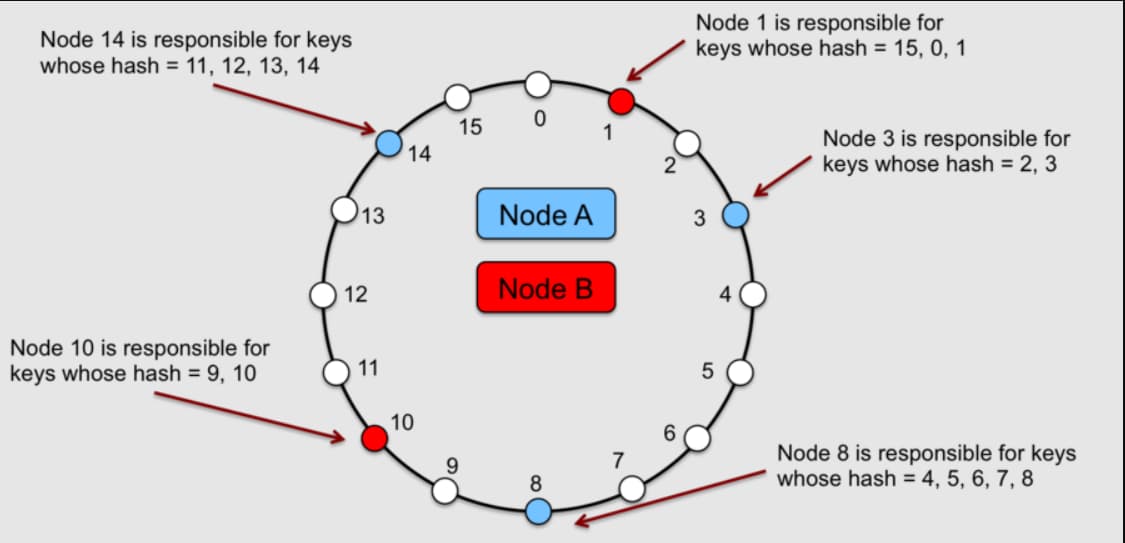 Node 14 is responsible for keys
whose hash = 11, 12, 13, 14
Node 1 is responsible for
keys whose hash = 15, 0, 1
Node 3 is responsible for
keys whose hash = 2, 3
Node 10 is responsible for
keys whose hash = 9, 10
Node 8 is responsible for keys
whose hash = 4, 5, 6, 7, 8
Node A
Node B
0
1
2
3
4
5
6
7
8
9
10
11
12
13
14
15